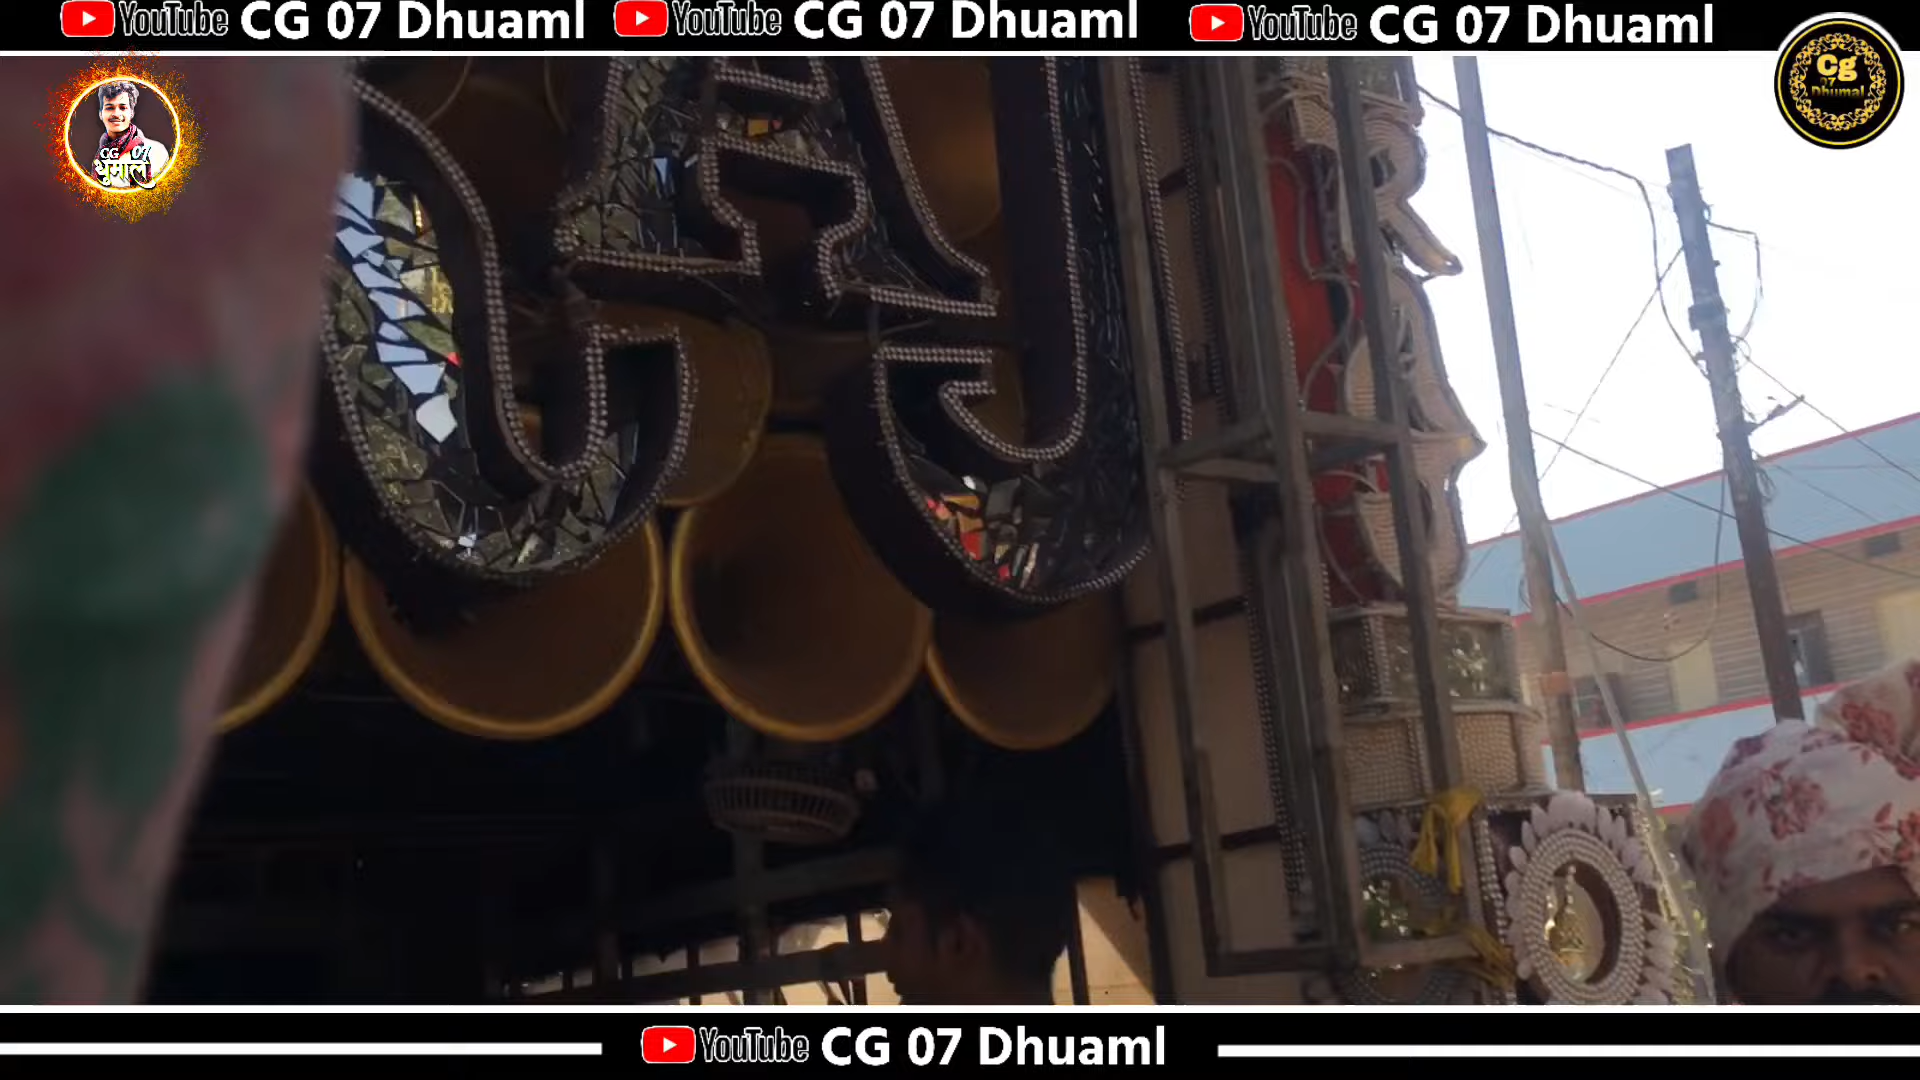 YouTube CG 07 Dhuaml YouTube CG 07 Dhuaml YouTube CG 07 Dhuaml
Cg
07
Dhumal
CG 07
धुमाल
YouTube CG 07 Dhuaml